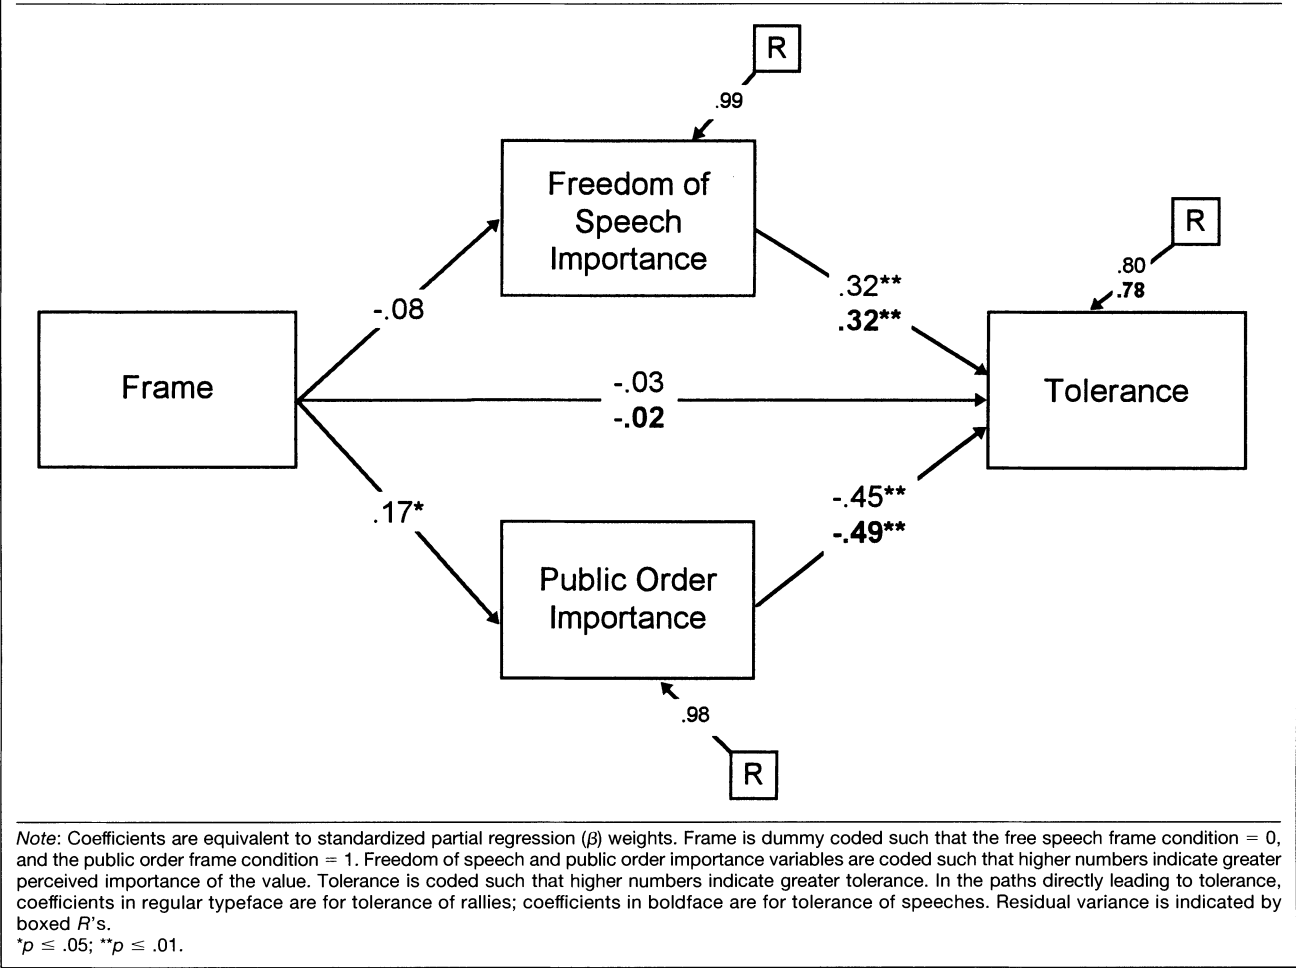 R
.99
Freedom of
Speech
Importance
R
.80
.78
.32**
.32**
-.08
Frame
-.03
-.02
Tolerance
.17*
-.45**
-.49**
Public Order
Importance
.98
R
Note: Coefficients are equivalent to standardized partial regression (β) weights. Frame is dummy coded such that the free speech frame condition = 0,
and the public order frame condition = 1. Freedom of speech and public order importance variables are coded such that higher numbers indicate greater
perceived importance of the value. Tolerance is coded such that higher numbers indicate greater tolerance. In the paths directly leading to tolerance,
coefficients in regular typeface are for tolerance of rallies; coefficients in boldface are for tolerance of speeches. Residual variance is indicated by
boxed R's.
*p ≤ .05; **p ≤ .01.